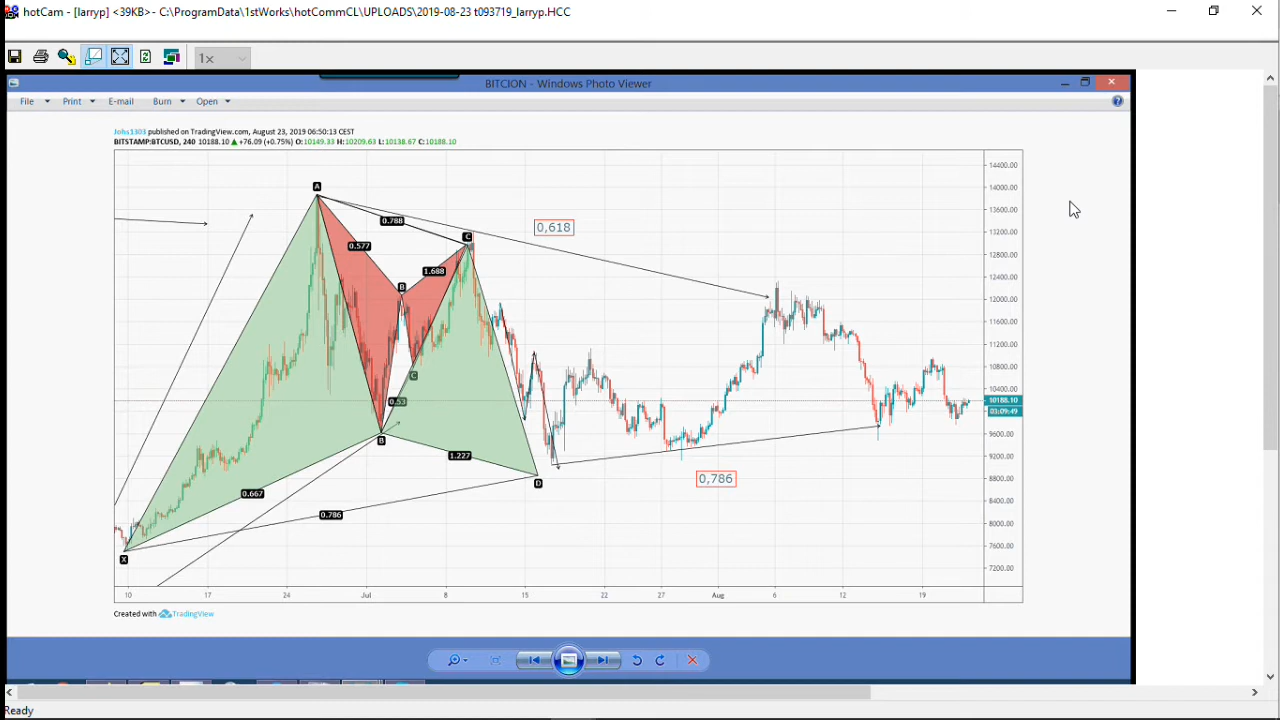 hotCam - [larryp] <39KB>- C:\ProgramData\1stWorks\hotCommCL\UPLOADS\2019-08-23 t093719_larryp.HCC
1x
BITCION - Windows Photo Viewer
File Print E-mail Burn Open
Jobs1303 published on TradingView.com, August 23, 2019 06:50:13 CEST
BITSTAMP:BTCUSD, 240 10188.10 ▲ +76.09 (+0.75%) O:10149.33 H:10209.63 L:10138.67 C:10188.10
14400.00
A
14000.00
0.788
0,618
13600.00
C
13200.00
0.577
12800.00
1.688
B
12400.00
12000.00
11600.00
11200.00
C
10800.00
10400.00
0.53
10188.10
03:09:49
B
9600.00
1.227
9200.00
0,786
D
8800.00
0.667
8400.00
0.786
8000.00
X
7600.00
7200.00
10 17 24 Jul 8 15 22 27 Aug 6 12 19
Created with TradingView
Ready